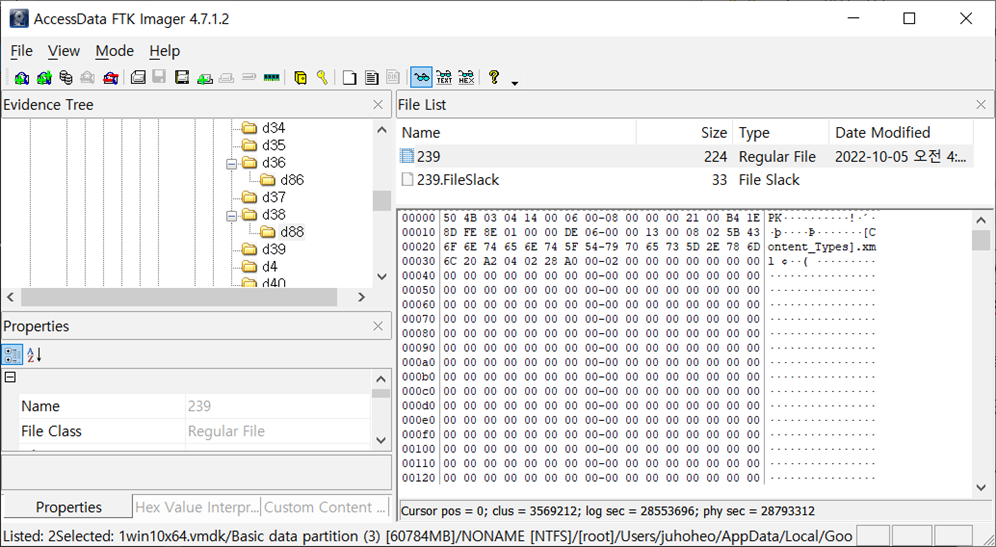 AccessData FTK Imager 4.7.1.2
File View Mode Help
Evidence Tree
d34
d35
d36
d86
d37
d38
d88
d39
d4
d40
Properties
Name 239
File Class Regular File
Properties Hex Value Interpr... Custom Content ...
File List
Name Size Type Date Modified
239 224 Regular File 2022-10-05 오전 4:...
239.FileSlack 33 File Slack
00000 50 4B 03 04 14 00 06 00-08 00 00 00 21 00 B4 1E PK··········!·´·
00010 8D FE 8E 01 00 00 DE 06-00 00 13 00 08 02 5B 43 ·þ····Þ·······[C
00020 6F 6E 74 65 6E 74 5F 54-79 70 65 73 5D 2E 78 6D ontent_Types].xm
00030 6C 20 A2 04 02 28 A0 00-02 00 00 00 00 00 00 00 l ¢··( ·········
00040 00 00 00 00 00 00 00 00-00 00 00 00 00 00 00 00 ················
00050 00 00 00 00 00 00 00 00-00 00 00 00 00 00 00 00 ················
00060 00 00 00 00 00 00 00 00-00 00 00 00 00 00 00 00 ················
00070 00 00 00 00 00 00 00 00-00 00 00 00 00 00 00 00 ················
00080 00 00 00 00 00 00 00 00-00 00 00 00 00 00 00 00 ················
00090 00 00 00 00 00 00 00 00-00 00 00 00 00 00 00 00 ················
000a0 00 00 00 00 00 00 00 00-00 00 00 00 00 00 00 00 ················
000b0 00 00 00 00 00 00 00 00-00 00 00 00 00 00 00 00 ················
000c0 00 00 00 00 00 00 00 00-00 00 00 00 00 00 00 00 ················
000d0 00 00 00 00 00 00 00 00-00 00 00 00 00 00 00 00 ················
000e0 00 00 00 00 00 00 00 00-00 00 00 00 00 00 00 00 ················
000f0 00 00 00 00 00 00 00 00-00 00 00 00 00 00 00 00 ················
00100 00 00 00 00 00 00 00 00-00 00 00 00 00 00 00 00 ················
00110 00 00 00 00 00 00 00 00-00 00 00 00 00 00 00 00 ················
00120 00 00 00 00 00 00 00 00-00 00 00 00 00 00 00 00 ················
Cursor pos = 0; clus = 3569212; log sec = 28553696; phy sec = 28793312
Listed: 2Selected: 1win10x64.vmdk/Basic data partition (3) [60784MB]/NONAME [NTFS]/[root]/Users/juhoheo/AppData/Local/Goo